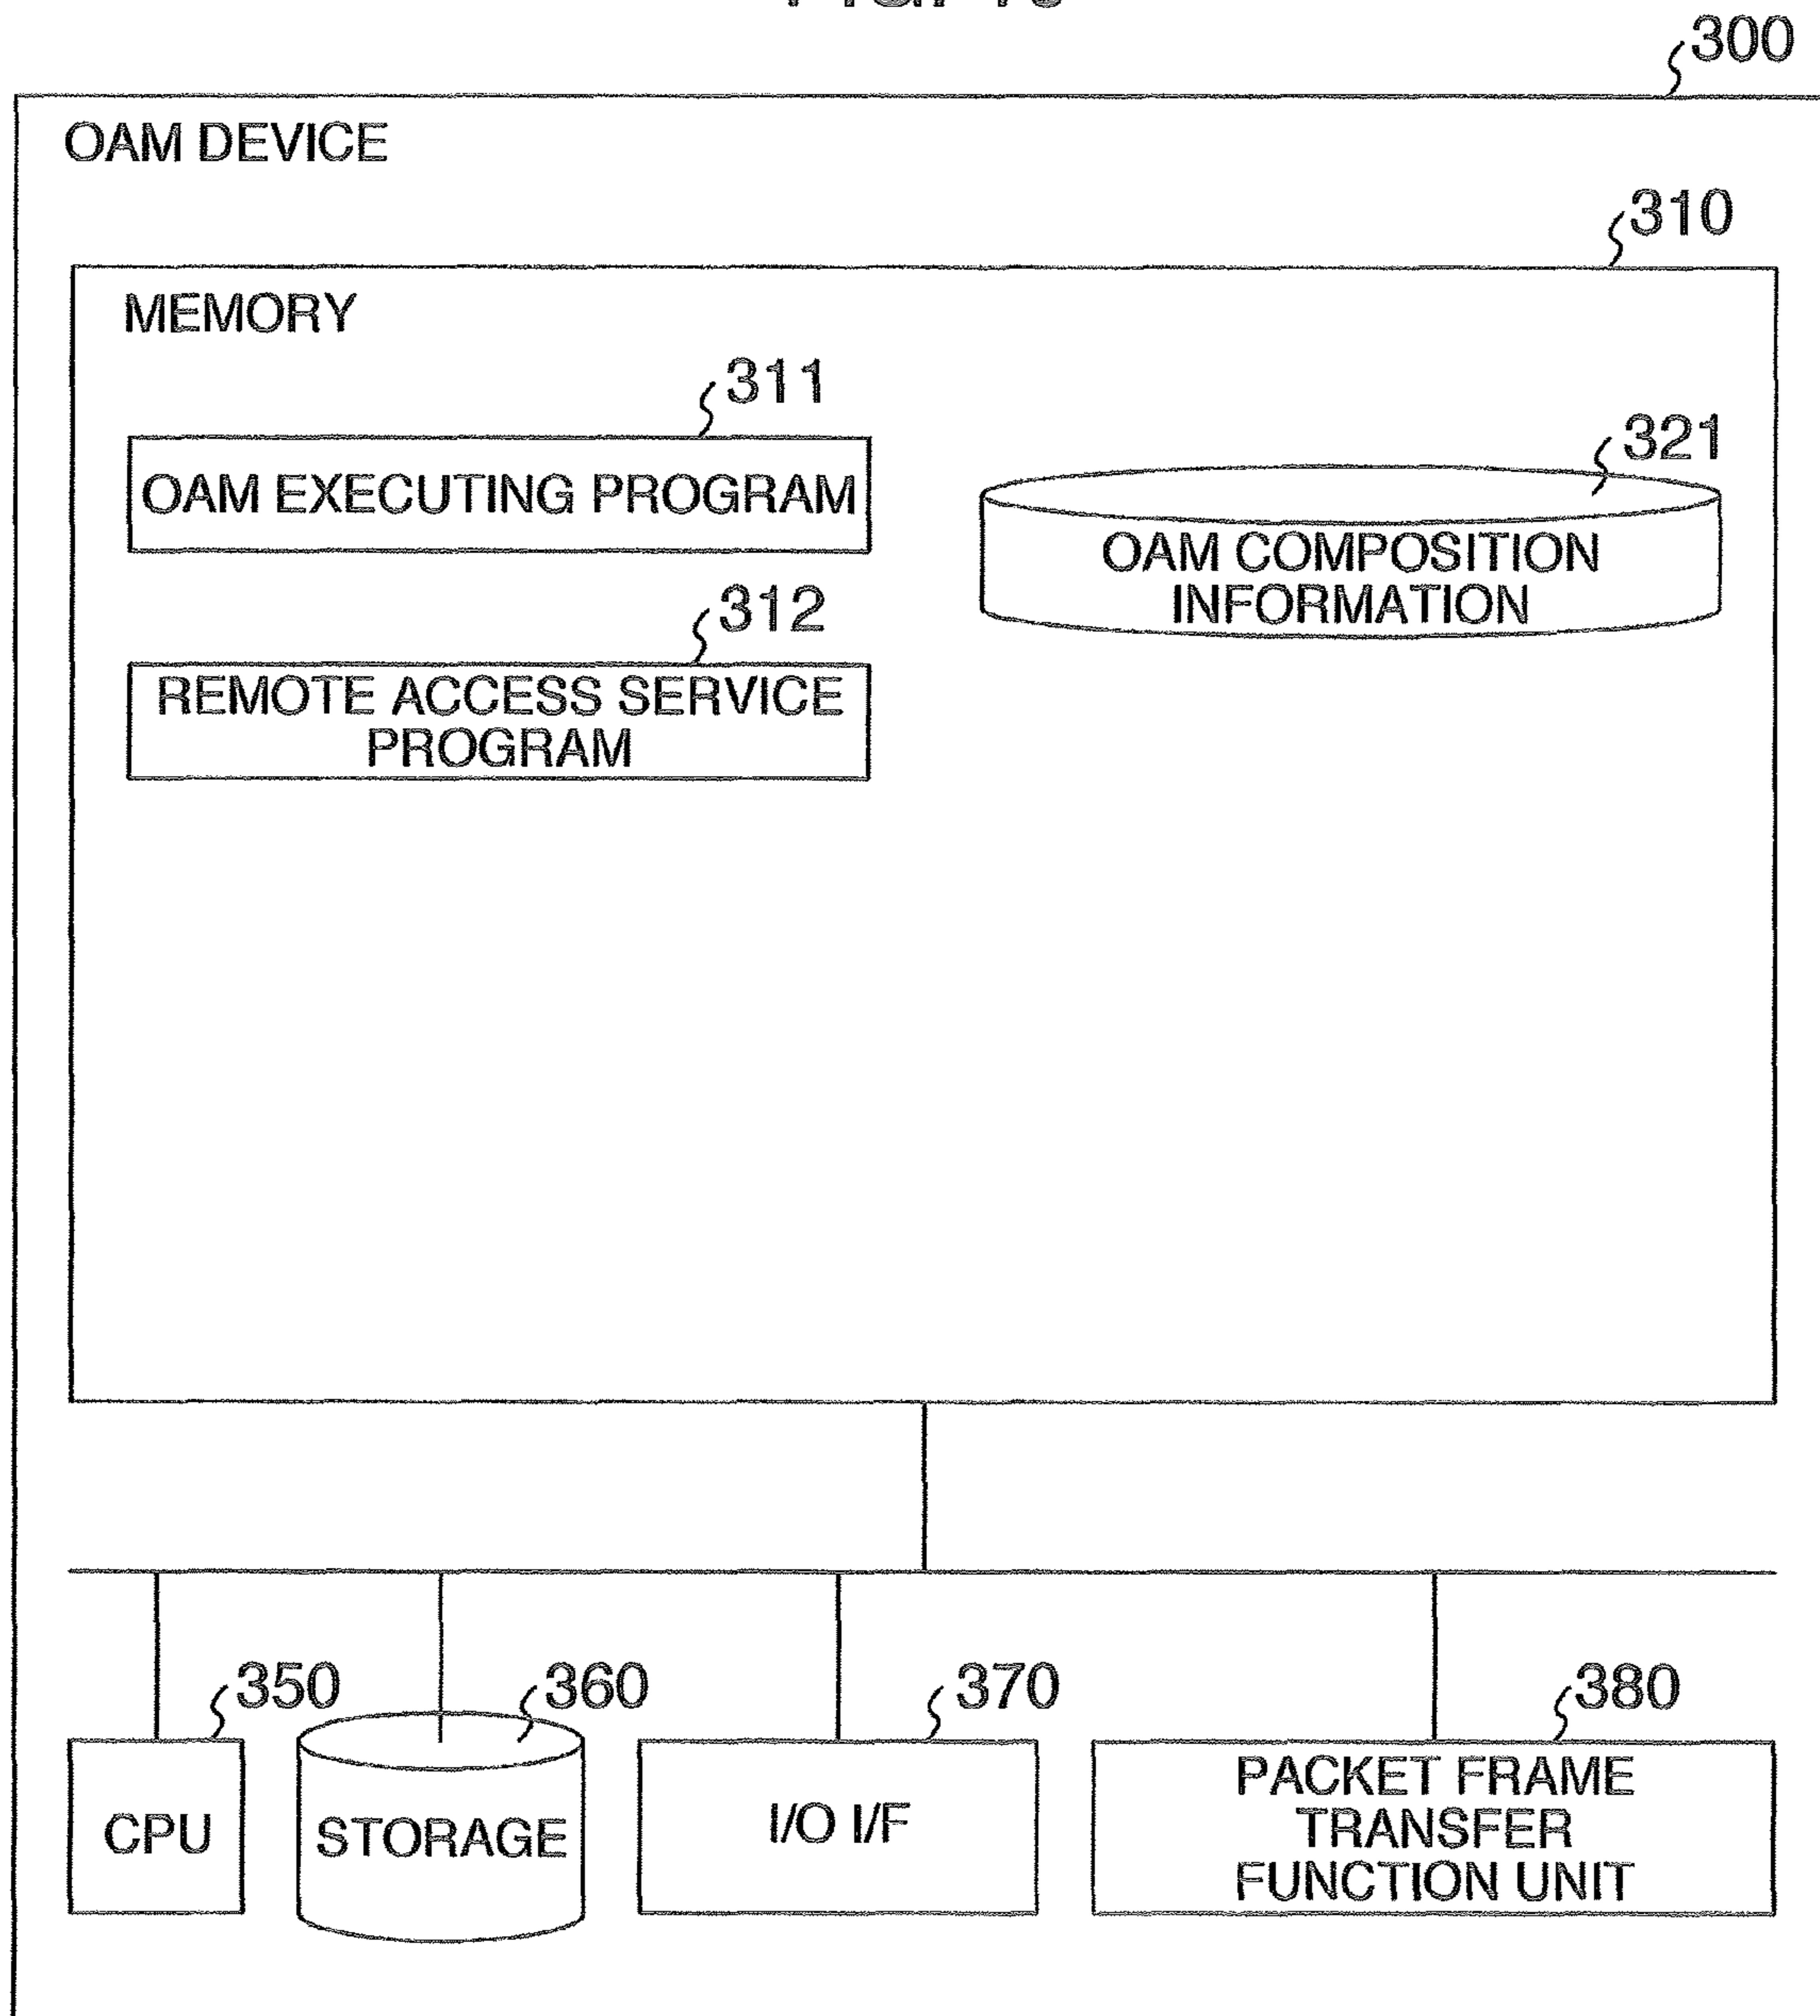 300
OAM DEVICE
310
MEMORY
311
OAM EXECUTING PROGRAM
321
OAM COMPOSITION
INFORMATION
312
REMOTE ACCESS SERVICE
PROGRAM
350
360
370
380
CPU
STORAGE
I/O I/F
PACKET FRAME
TRANSFER
FUNCTION UNIT